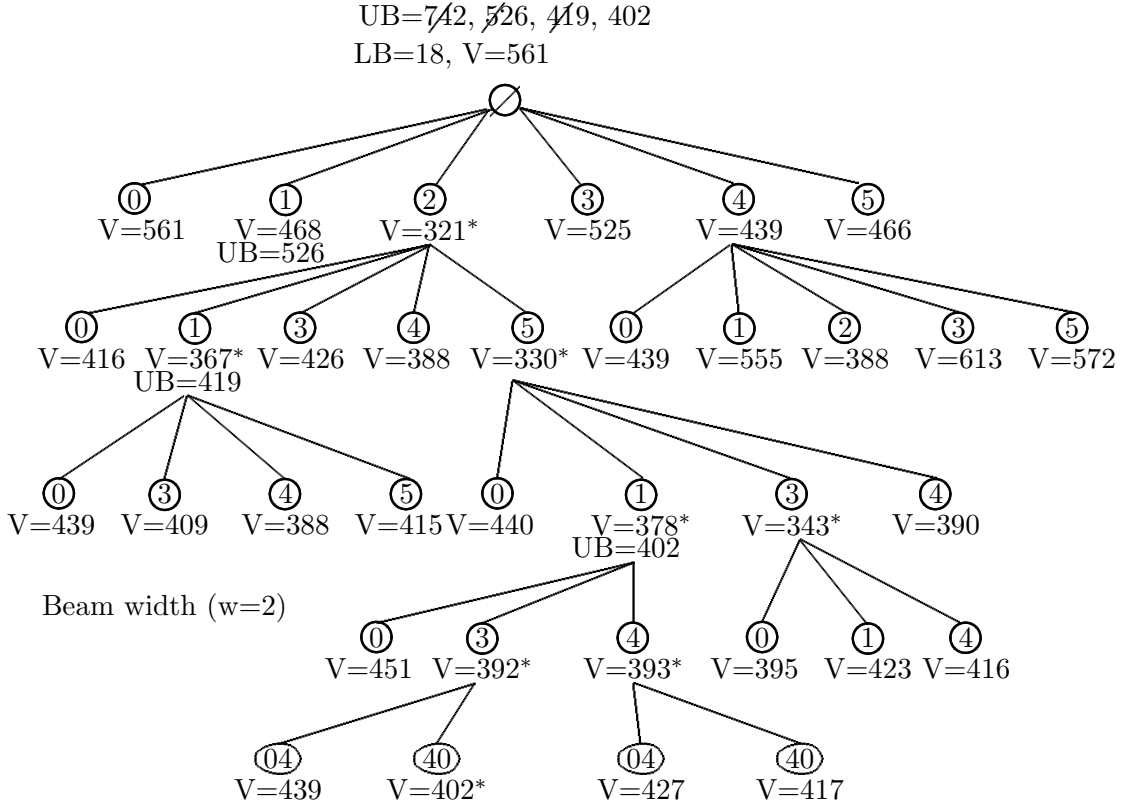 UB=742, 526, 419, 402
LB=18, V=561
0 1 2 3 4 5
V=561 V=468 V=321* V=525 V=439 V=466
UB=526
0 1 3 4 5 0 1 2 3 5
V=416 V=367* V=426 V=388 V=330* V=439 V=555 V=388 V=613 V=572
UB=419
0 3 4 5 0 1 3 4
V=439 V=409 V=388 V=415 V=440 V=378* V=343* V=390
UB=402
Beam width (w=2)
0 3 4 0 1 4
V=451 V=392* V=393* V=395 V=423 V=416
04 40 04 40
V=439 V=402* V=427 V=417